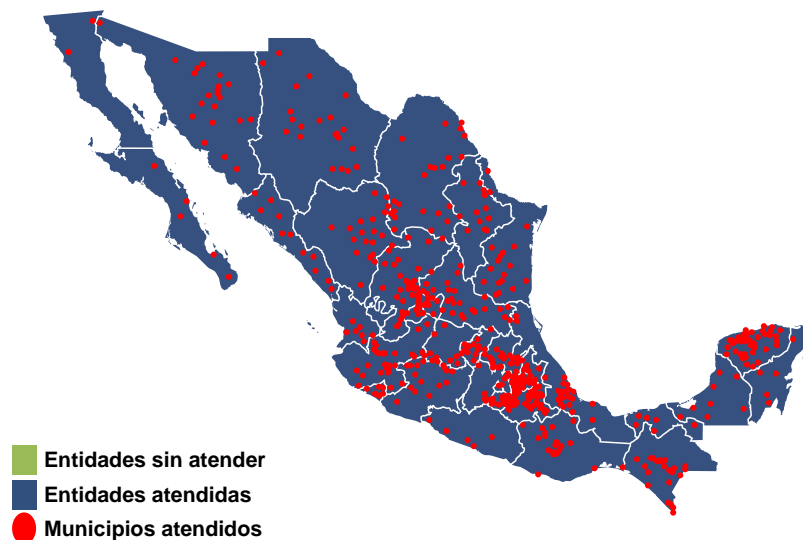 Entidades sin atender
Entidades atendidas
Municipios atendidos